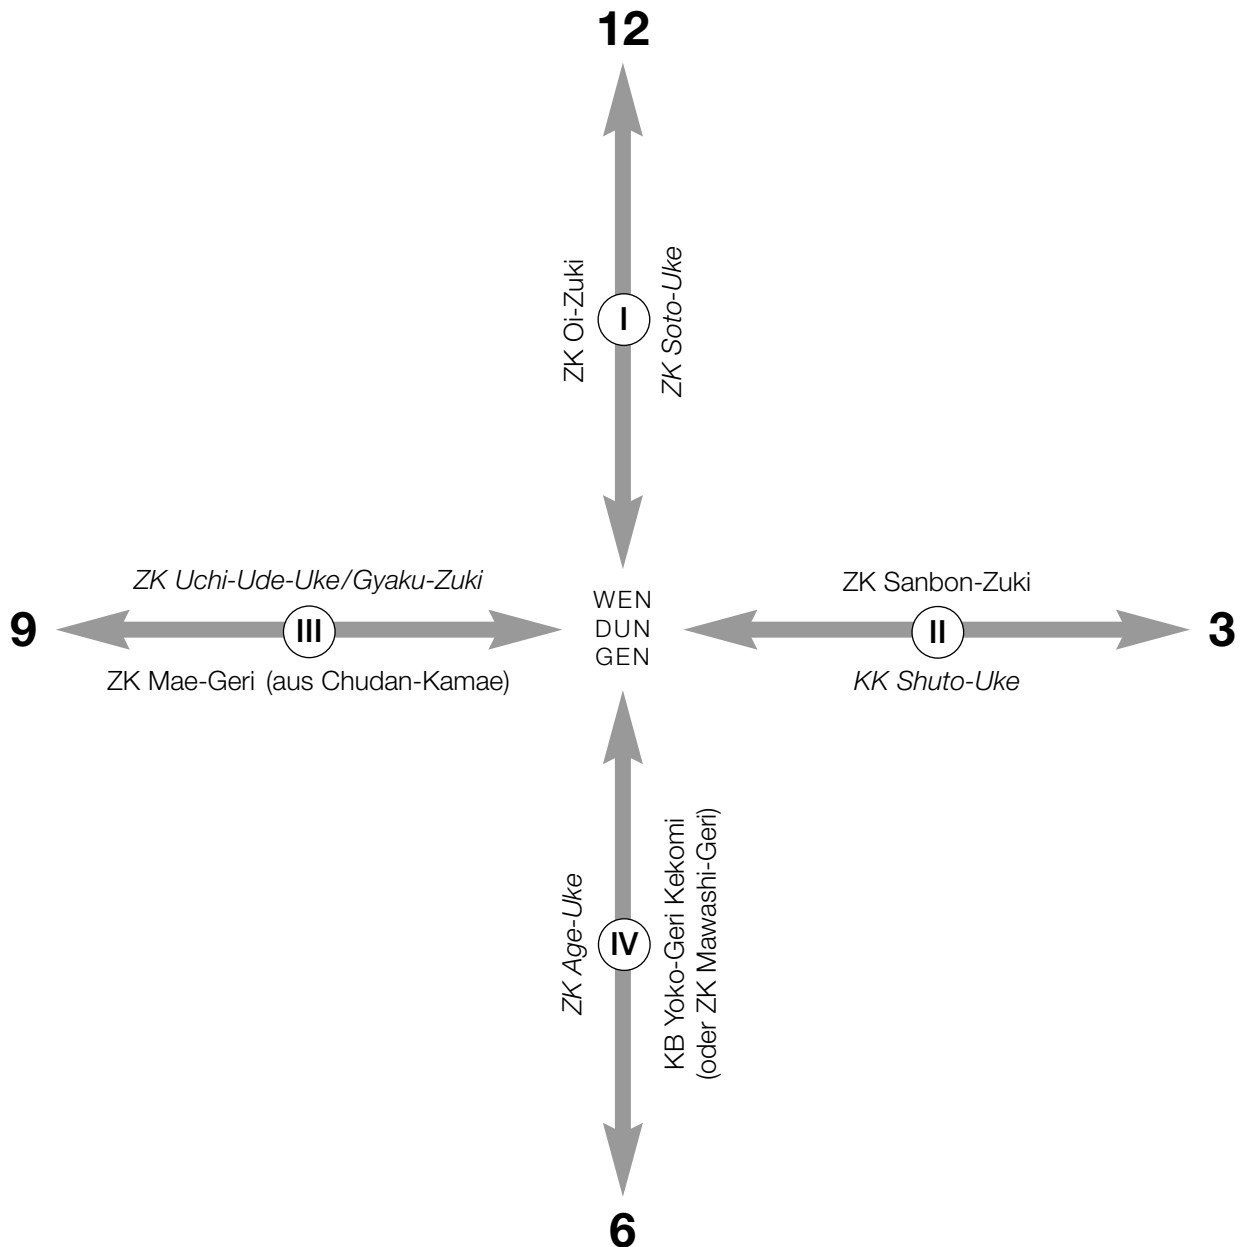 12
ZK Oi-Zuki
I
ZK Soto-Uke
ZK Uchi-Ude-Uke/Gyaku-Zuki
9
III
ZK Mae-Geri (aus Chudan-Kamae)
WEN
DUN
GEN
ZK Sanbon-Zuki
II
3
KK Shuto-Uke
ZK Age-Uke
IV
KB Yoko-Geri Kekomi
(oder ZK Mawashi-Geri)
6